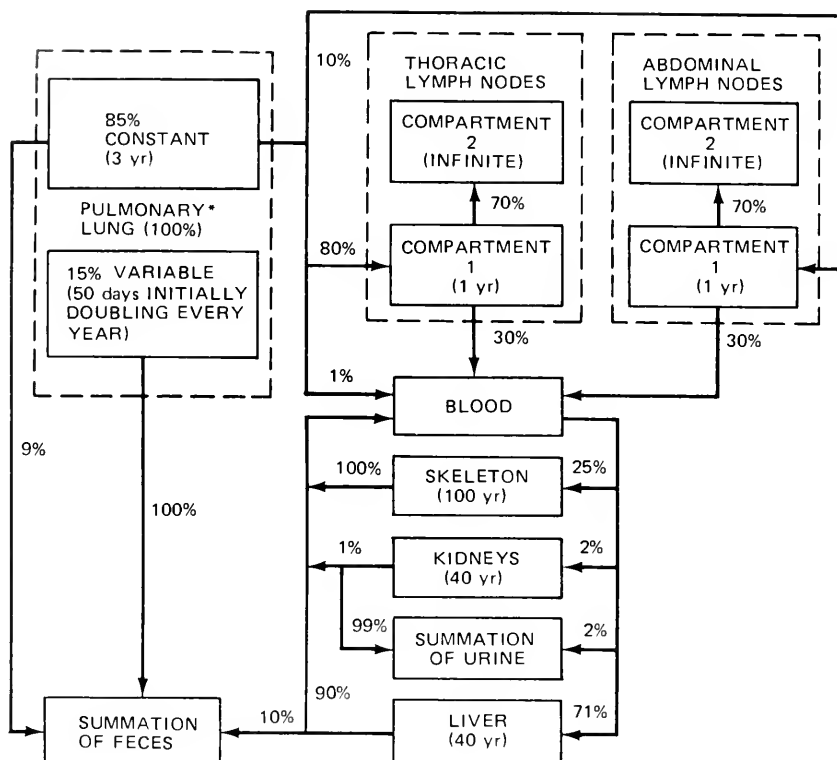 10%
THORACIC
LYMPH NODES
ABDOMINAL
LYMPH NODES
85%
CONSTANT
(3 yr)
COMPARTMENT
2
(INFINITE)
COMPARTMENT
2
(INFINITE)
70%
70%
PULMONARY*
LUNG (100%)
80%
COMPARTMENT
1
(1 yr)
COMPARTMENT
1
(1 yr)
15% VARIABLE
(50 days INITIALLY
DOUBLING EVERY
YEAR)
30%
30%
1%
BLOOD
9%
100%
100%
SKELETON
(100 yr)
25%
1%
KIDNEYS
(40 yr)
2%
99%
SUMMATION
OF URINE
2%
90%
SUMMATION
OF FECES
10%
LIVER
(40 yr)
71%